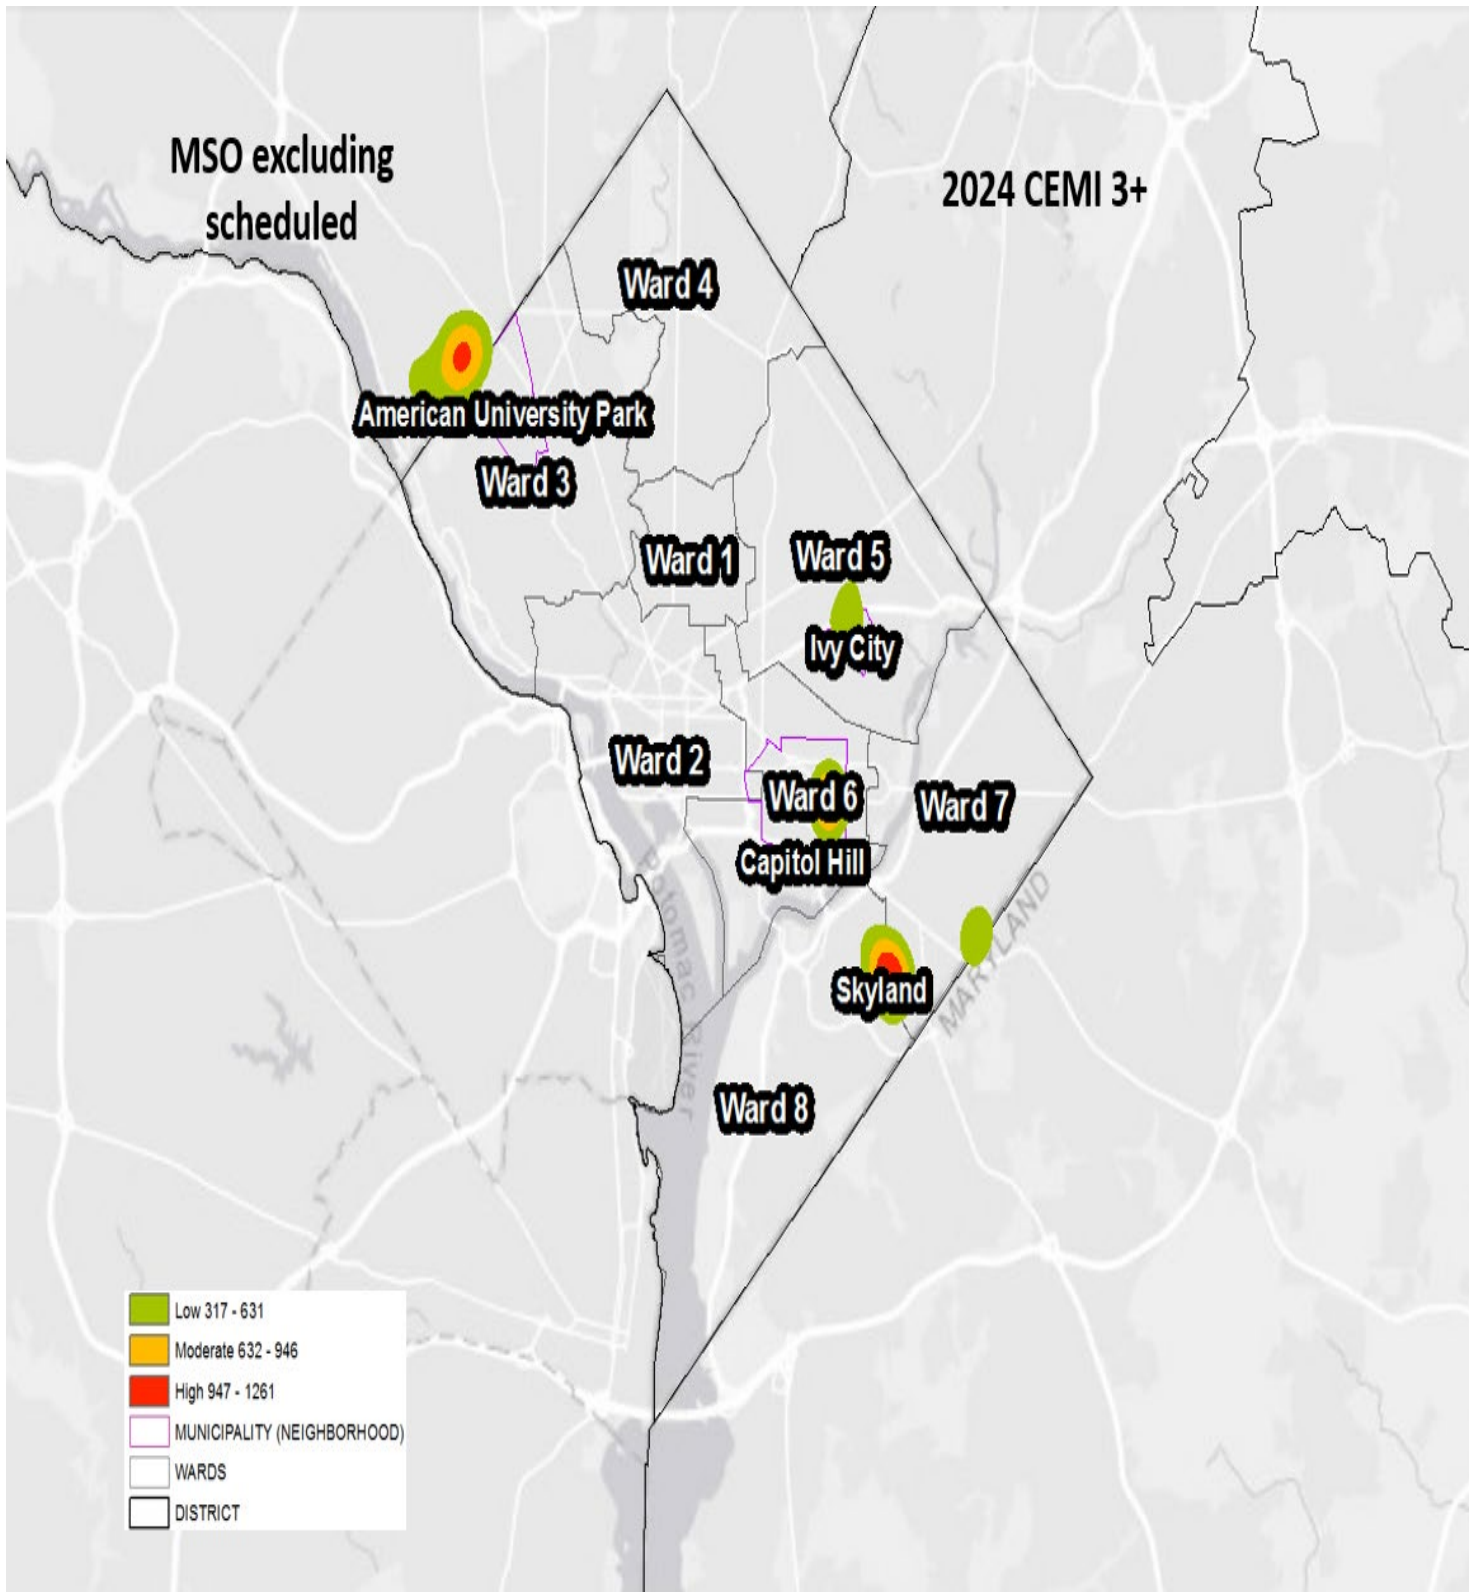 MSO excluding
scheduled
2024 CEMI 3+
Ward 4
American University Park
Ward 3
Ward 1
Ward 5
Ivy City
Ward 2
Ward 6
Ward 7
Capitol Hill
Potomac River
MARYLAND
Skyland
Ward 8
Low 317 - 631
Moderate 632 - 946
High 947 - 1261
MUNICIPALITY (NEIGHBORHOOD)
WARDS
DISTRICT